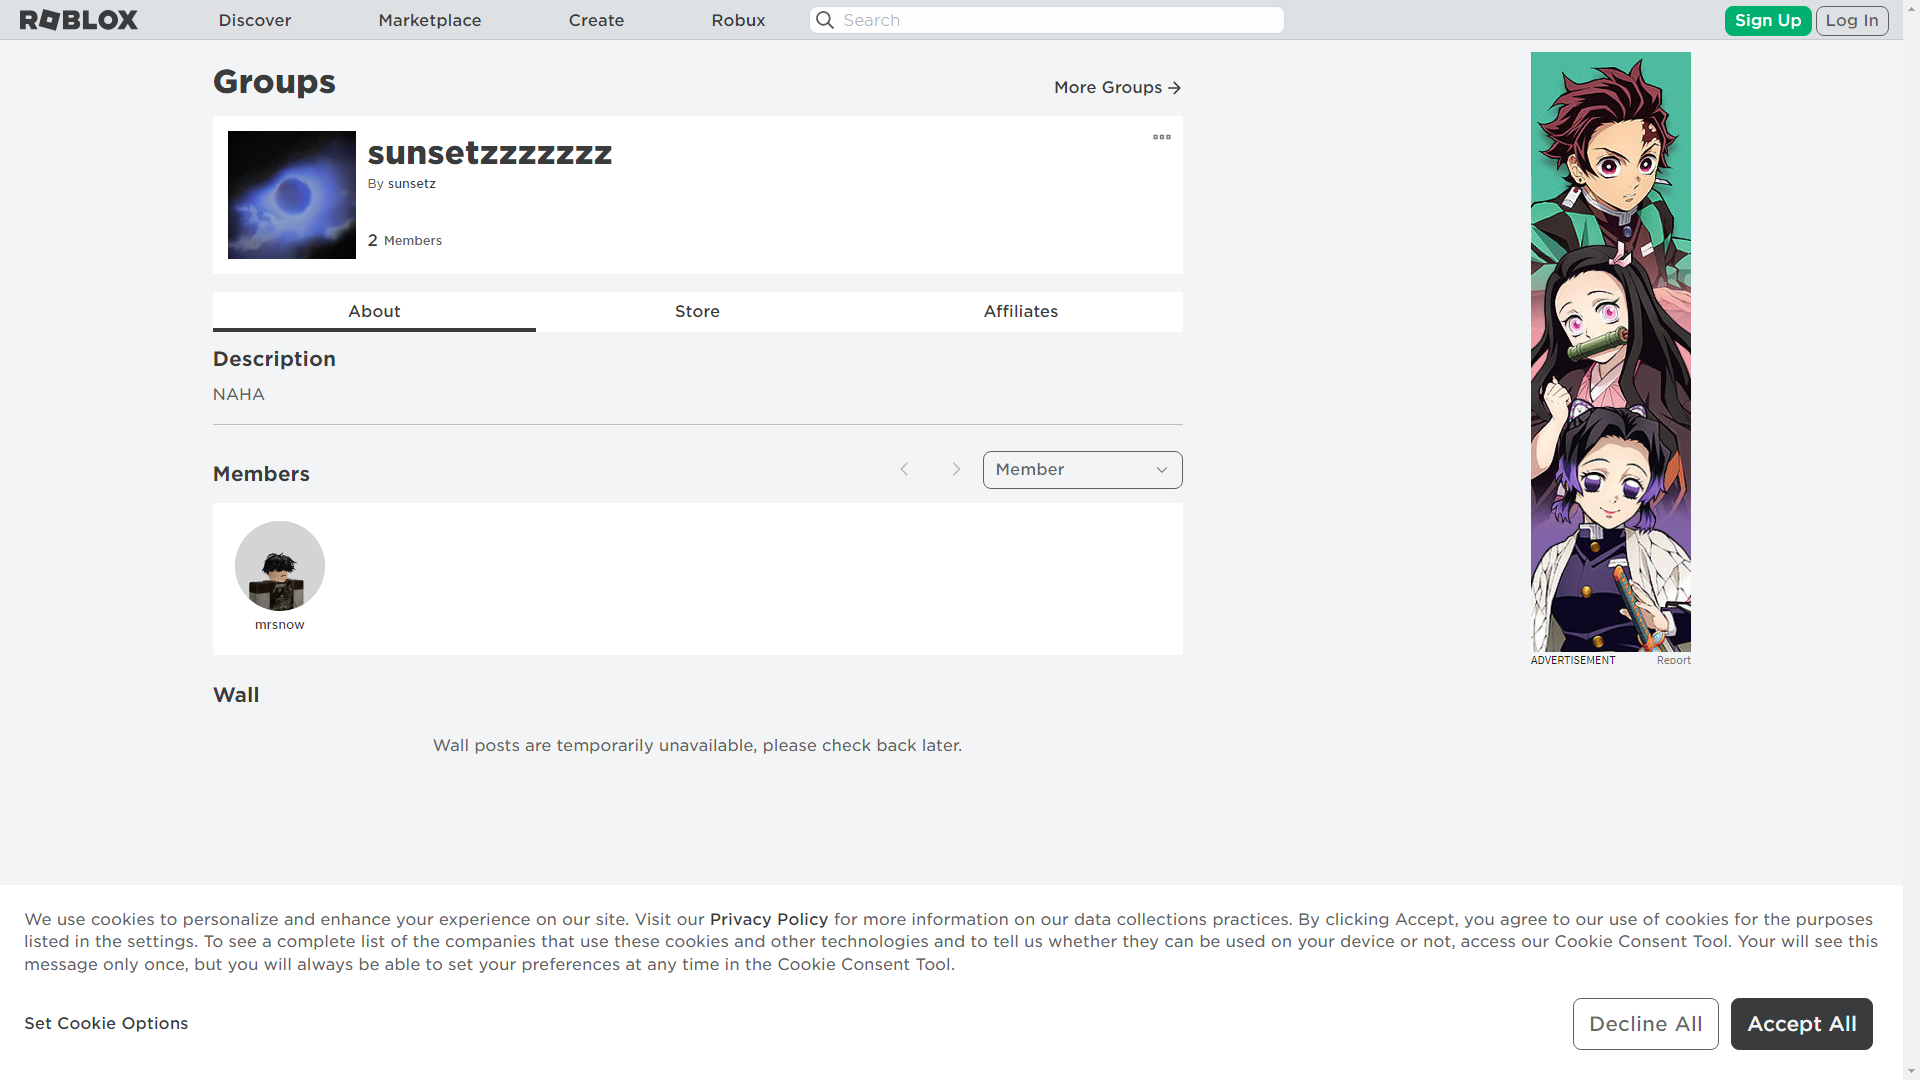 ROBLOX
Discover
Marketplace
Create
Robux
Search
Sign Up
Log In
Groups
More Groups
sunsetzzzzzzz
By sunsetz
2 Members
About
Store
Affiliates
Description
NAHA
Members
Member
mrsnow
Wall
Wall posts are temporarily unavailable, please check back later.
ADVERTISEMENT
Report
We use cookies to personalize and enhance your experience on our site. Visit our Privacy Policy for more information on our data collections practices. By clicking Accept, you agree to our use of cookies for the purposes
listed in the settings. To see a complete list of the companies that use these cookies and other technologies and to tell us whether they can be used on your device or not, access our Cookie Consent Tool. Your will see this
message only once, but you will always be able to set your preferences at any time in the Cookie Consent Tool.
Set Cookie Options
Decline All
Accept All